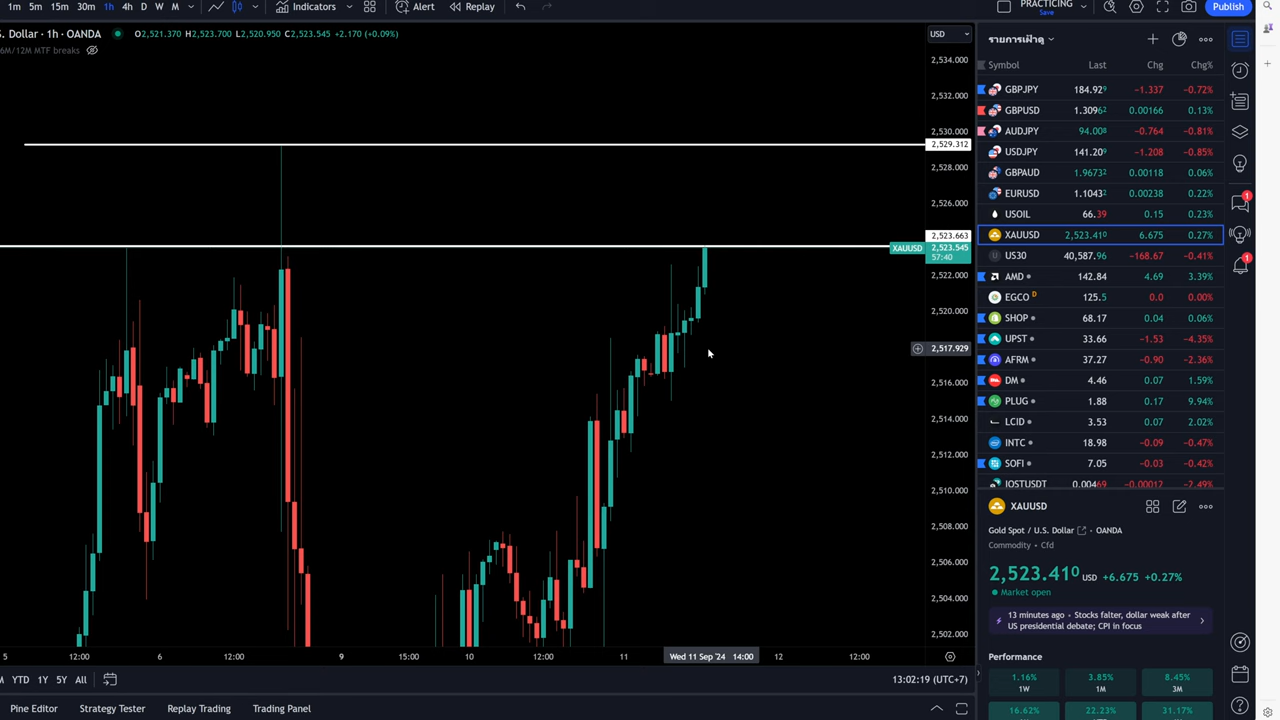 1m 5m 15m 30m 1h 4h D W M Indicators Alert Replay PRACTICING Save Publish
. Dollar · 1h · OANDA O2,521.370 H2,523.700 L2,520.950 C2,523.545 +2.170 (+0.09%) USD
6M/12M MTF breaks
2,534.000
2,532.000
2,530.000
2,529.312
2,528.000
2,526.000
2,523.663
XAUUSD 2,523.545
57:40
2,522.000
2,520.000
2,517.929
2,516.000
2,514.000
2,512.000
2,510.000
2,508.000
2,506.000
2,504.000
2,502.000
5 12:00 6 12:00 9 15:00 10 12:00 11 Wed 11 Sep '24 14:00 12 12:00
M YTD 1Y 5Y All 13:02:19 (UTC+7)
Pine Editor Strategy Tester Replay Trading Trading Panel
รายการเฝ้าดู
Symbol Last Chg Chg%
GBPJPY 184.929 −1.337 −0.72%
GBPUSD 1.30962 0.00166 0.13%
AUDJPY 94.008 −0.764 −0.81%
USDJPY 141.209 −1.208 −0.85%
GBPAUD 1.96732 0.00118 0.06%
EURUSD 1.10432 0.00238 0.22%
USOIL 66.39 0.15 0.23%
XAUUSD 2,523.410 6.675 0.27%
US30 40,587.96 −168.67 −0.41%
AMD 142.84 4.69 3.39%
EGCO D 125.5 0.0 0.00%
SHOP 68.17 0.04 0.06%
UPST 33.66 −1.53 −4.35%
AFRM 37.27 −0.90 −2.36%
DM 4.46 0.07 1.59%
PLUG 1.88 0.17 9.94%
LCID 3.53 0.07 2.02%
INTC 18.98 −0.09 −0.47%
SOFI 7.05 −0.03 −0.42%
IOSTUSDT 0.00469 −0.00012 −2.49%
XAUUSD
Gold Spot / U.S. Dollar · OANDA
Commodity · Cfd
2,523.410 USD +6.675 +0.27%
Market open
13 minutes ago · Stocks falter, dollar weak after
US presidential debate; CPI in focus
Performance
1.16% 3.85% 8.45%
1W 1M 3M
16.62% 22.23% 31.17%
1
1